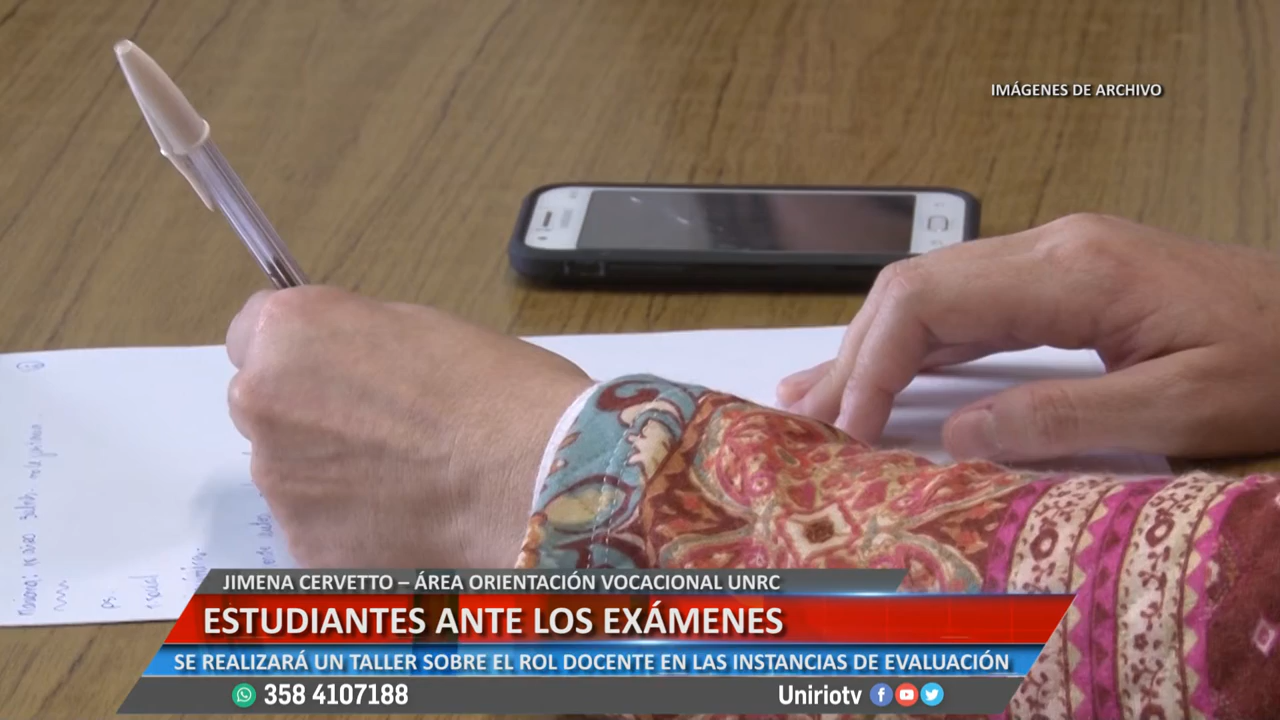 IMÁGENES DE ARCHIVO
JIMENA CERVETTO – ÁREA ORIENTACIÓN VOCACIONAL UNRC
ESTUDIANTES ANTE LOS EXÁMENES
SE REALIZARÁ UN TALLER SOBRE EL ROL DOCENTE EN LAS INSTANCIAS DE EVALUACIÓN
358 4107188
Uniriotv